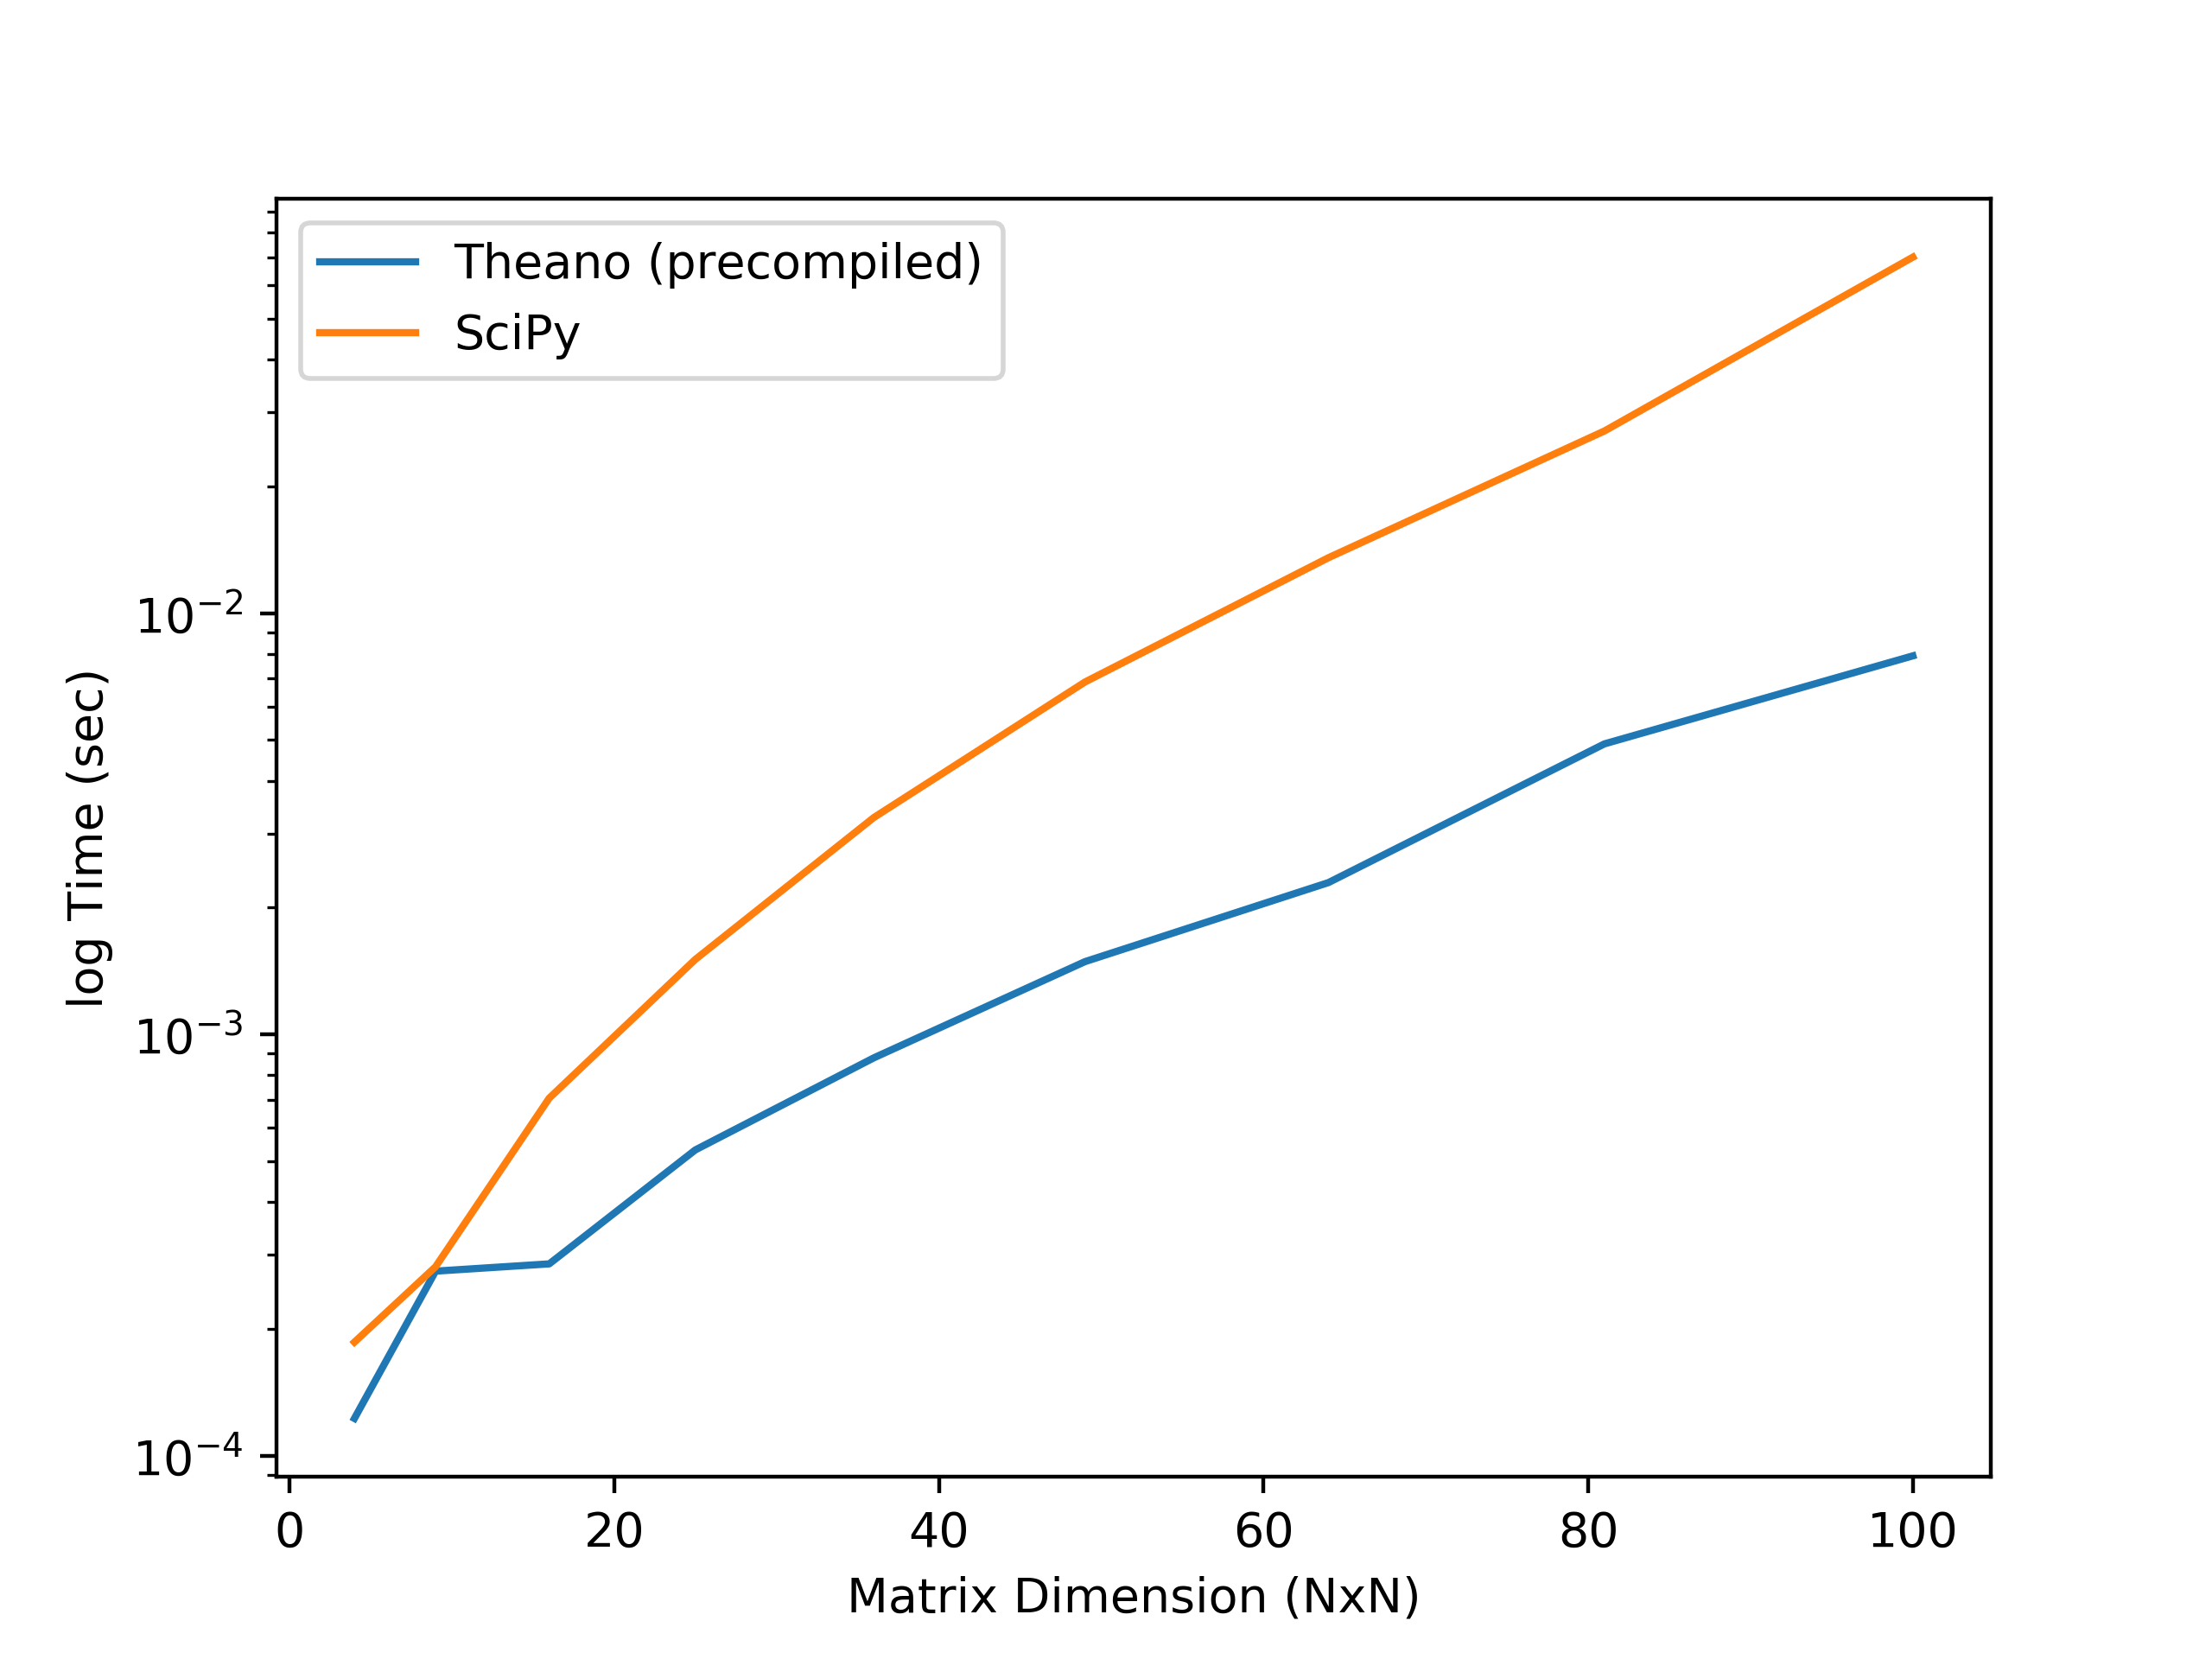 Theano (precompiled)
SciPy
log Time (sec)
10⁻²
10⁻³
10⁻⁴
0 20 40 60 80 100
Matrix Dimension (NxN)